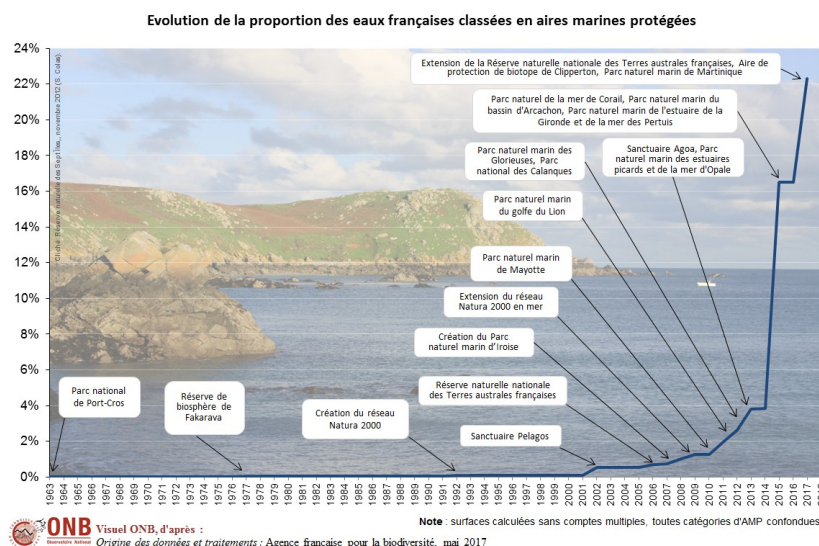 Evolution de la proportion des eaux françaises classées en aires marines protégées
24%
22%
20%
18%
16%
14%
12%
10%
8%
6%
4%
2%
0%
Cliché: Réserve naturelle des Sept Iles, novembre 2012 (S. Colas).
Extension de la Réserve naturelle nationale des Terres australes françaises, Aire de
protection de biotope de Clipperton, Parc naturel marin de Martinique
Parc naturel de la mer de Corail, Parc naturel marin du
bassin d'Arcachon, Parc naturel marin de l'estuaire de la
Gironde et de la mer des Pertuis
Parc naturel marin des
Glorieuses, Parc
national des Calanques
Sanctuaire Agoa, Parc
naturel marin des estuaires
picards et de la mer d'Opale
Parc naturel marin
du golfe du Lion
Parc naturel marin
de Mayotte
Extension du réseau
Natura 2000 en mer
Création du Parc
naturel marin d'Iroise
Réserve naturelle nationale
des Terres australes françaises
Sanctuaire Pelagos
Parc national
de Port-Cros
Réserve de
biosphère de
Fakarava
Création du réseau
Natura 2000
1963 1964 1965 1966 1967 1968 1969 1970 1971 1972 1973 1974 1975 1976 1977 1978 1979 1980 1981 1982 1983 1984 1985 1986 1987 1988 1989 1990 1991 1992 1993 1994 1995 1996 1997 1998 1999 2000 2001 2002 2003 2004 2005 2006 2007 2008 2009 2010 2011 2012 2013 2014 2015 2016 2017
Note : surfaces calculées sans comptes multiples, toutes catégories d'AMP confondues
ONB
Observatoire National
Visuel ONB, d'après :
Origine des données et traitements : Agence française pour la biodiversité, mai 2017